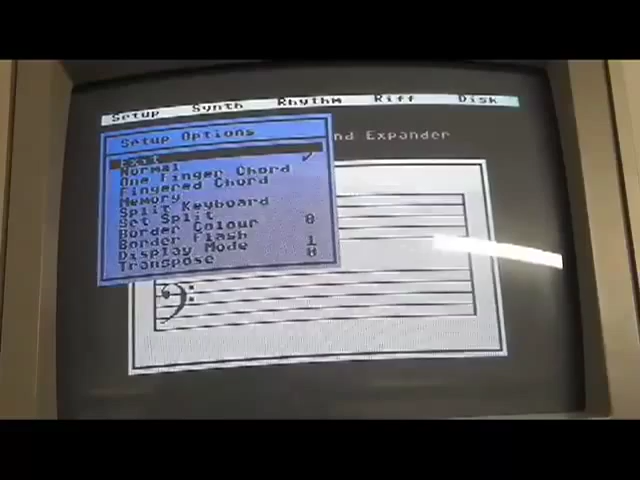 Setup Synth Rhythm Riff Disk
Setup Options
nd Expander
Exit
Normal ✓
One Finger Chord
Fingered Chord
Memory
Split Keyboard
Set Split
Border Colour 0
Border Flash
Display Mode 1
Transpose 0